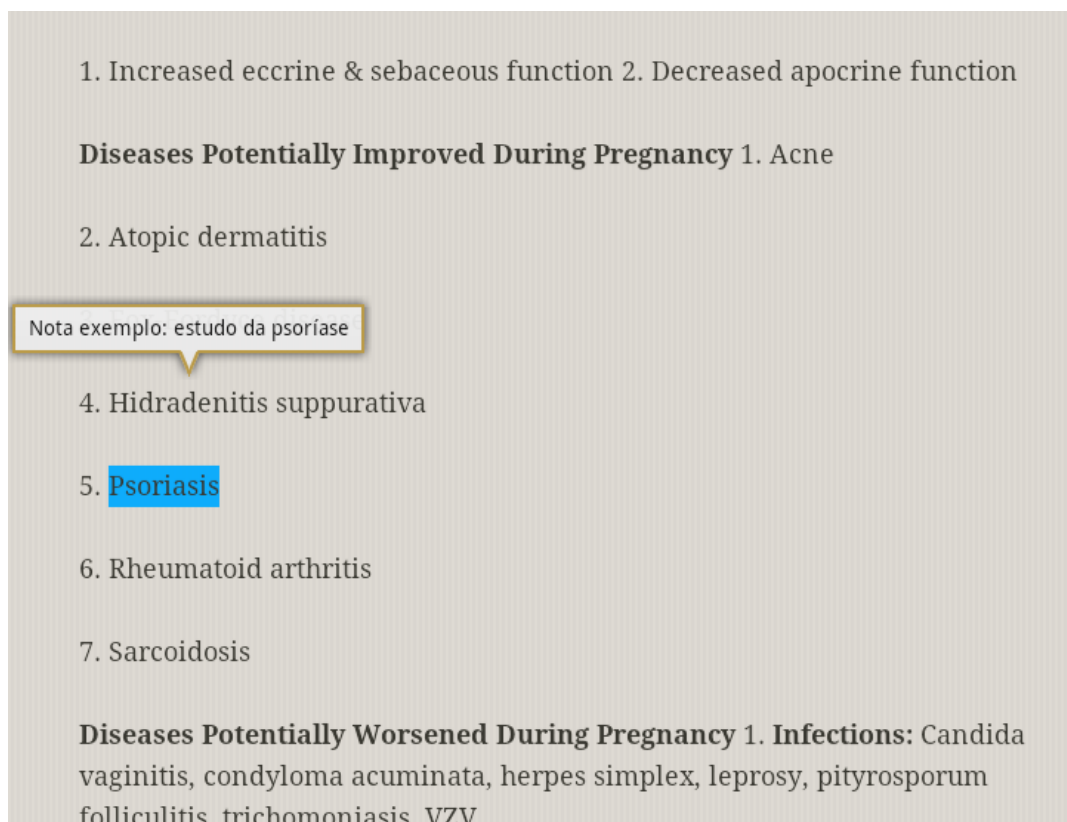 1. Increased eccrine & sebaceous function 2. Decreased apocrine function
Diseases Potentially Improved During Pregnancy 1. Acne
2. Atopic dermatitis
Nota exemplo: estudo da psoríase
4. Hidradenitis suppurativa
5. Psoriasis
6. Rheumatoid arthritis
7. Sarcoidosis
Diseases Potentially Worsened During Pregnancy 1. Infections: Candida
vaginitis, condyloma acuminata, herpes simplex, leprosy, pityrosporum
folliculitis, trichomoniasis, VZV